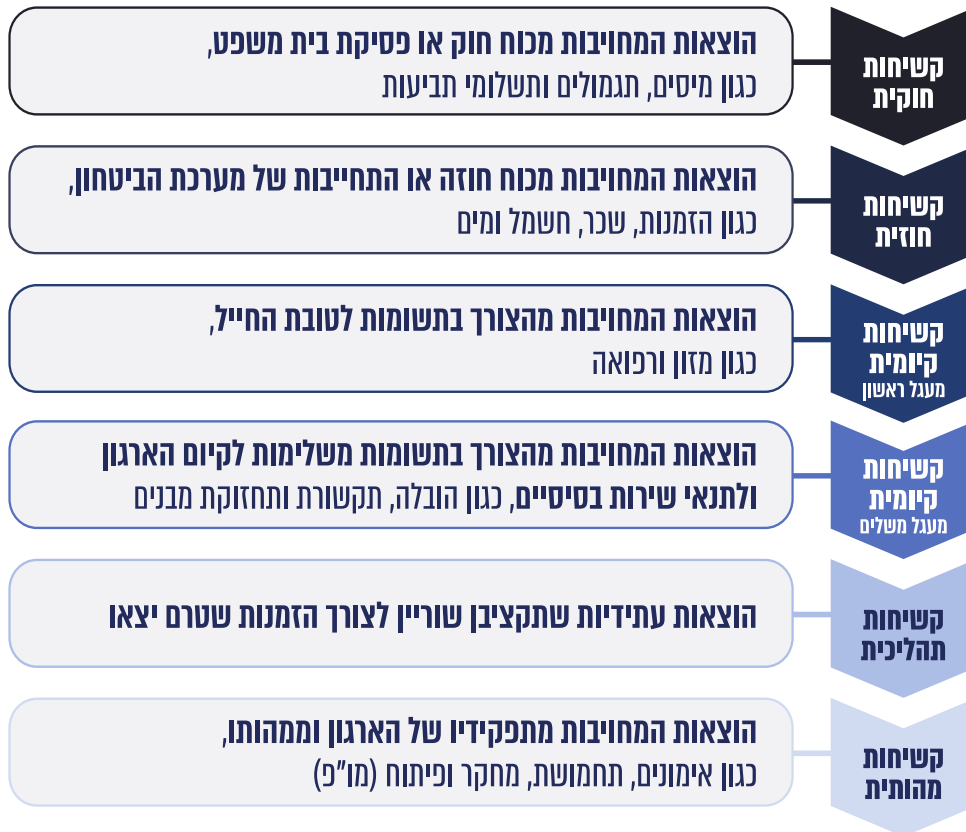 קשיחות
חוקית
הוצאות המחויבות מכוח חוק או פסיקת בית משפט,
כגון מיסים, תגמולים ותשלומי תביעות
קשיחות
חוזית
הוצאות המחויבות מכוח חוזה או התחייבות של מערכת הביטחון,
כגון הזמנות, שכר, חשמל ומים
קשיחות
קיומית
מעגל ראשון
הוצאות המחויבות מהצורך בתשומות לטובת החייל,
כגון מזון ורפואה
קשיחות
קיומית
מעגל משלים
הוצאות המחויבות מהצורך בתשומות משלימות לקיום הארגון
ולתנאי שירות בסיסיים, כגון הובלה, תקשורת ותחזוקת מבנים
קשיחות
תהליכית
הוצאות עתידיות שתקציבן שוריין לצורך הזמנות שטרם יצאו
קשיחות
מהותית
הוצאות המחויבות מתפקידיו של הארגון וממהותו,
כגון אימונים, תחמושת, מחקר ופיתוח (מו"פ)